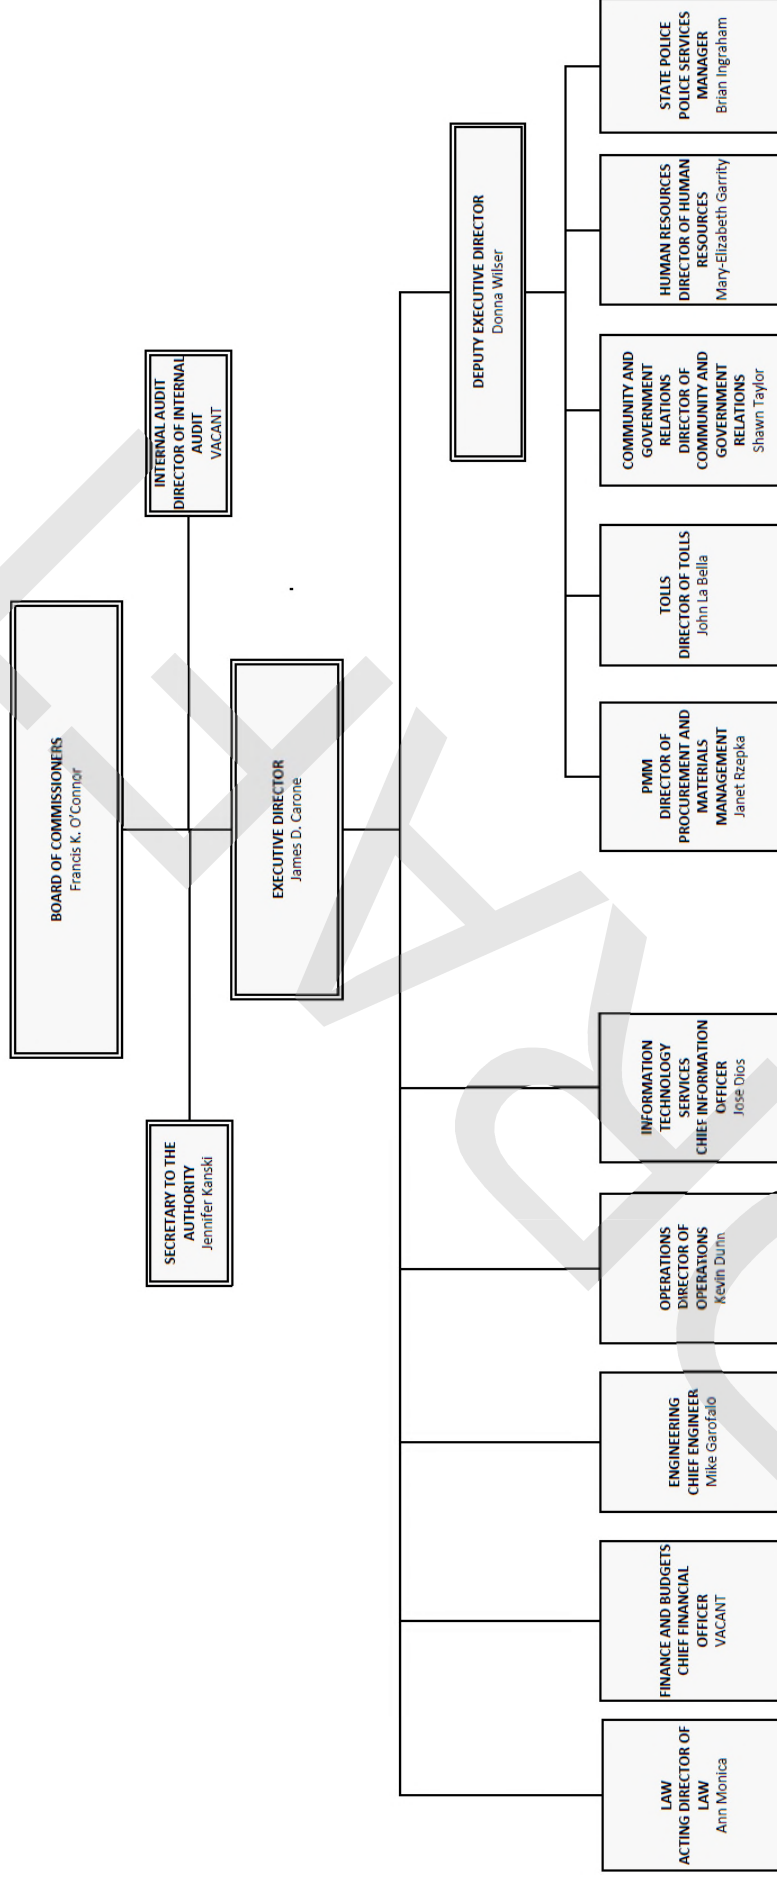 BOARD OF COMMISSIONERS
Francis K. O'Connor
SECRETARY TO THE
AUTHORITY
Jennifer Kanski
INTERNAL AUDIT
DIRECTOR OF INTERNAL
AUDIT
VACANT
EXECUTIVE DIRECTOR
James D. Carone
DEPUTY EXECUTIVE DIRECTOR
Donna Wilser
LAW
ACTING DIRECTOR OF
LAW
Ann Monica
FINANCE AND BUDGETS
CHIEF FINANCIAL
OFFICER
VACANT
ENGINEERING
CHIEF ENGINEER
Mike Garofalo
OPERATIONS
DIRECTOR OF
OPERATIONS
Kevin Dunn
INFORMATION
TECHNOLOGY
SERVICES
CHIEF INFORMATION
OFFICER
Jose Dios
PMM
DIRECTOR OF
PROCUREMENT AND
MATERIALS
MANAGEMENT
Janet Rzepka
TOLLS
DIRECTOR OF TOLLS
John La Bella
COMMUNITY AND
GOVERNMENT
RELATIONS
DIRECTOR OF
COMMUNITY AND
GOVERNMENT
RELATIONS
Shawn Taylor
HUMAN RESOURCES
DIRECTOR OF HUMAN
RESOURCES
Mary-Elizabeth Garrity
STATE POLICE
POLICE SERVICES
MANAGER
Brian Ingraham
DRAFT